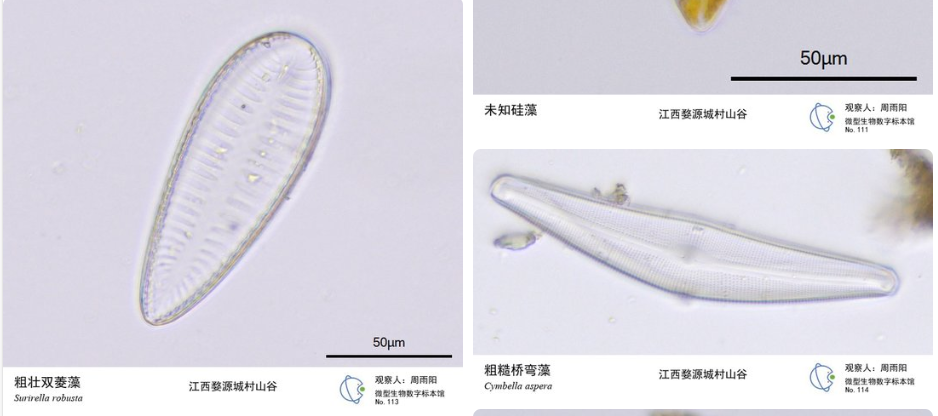 50μm
粗壮双菱藻
Surirella robusta
江西婺源城村山谷
观察人：周雨阳
微型生物数字标本馆
No. 113
50μm
未知硅藻
江西婺源城村山谷
观察人：周雨阳
微型生物数字标本馆
No. 111
粗糙桥弯藻
Cymbella aspera
江西婺源城村山谷
观察人：周雨阳
微型生物数字标本馆
No. 114